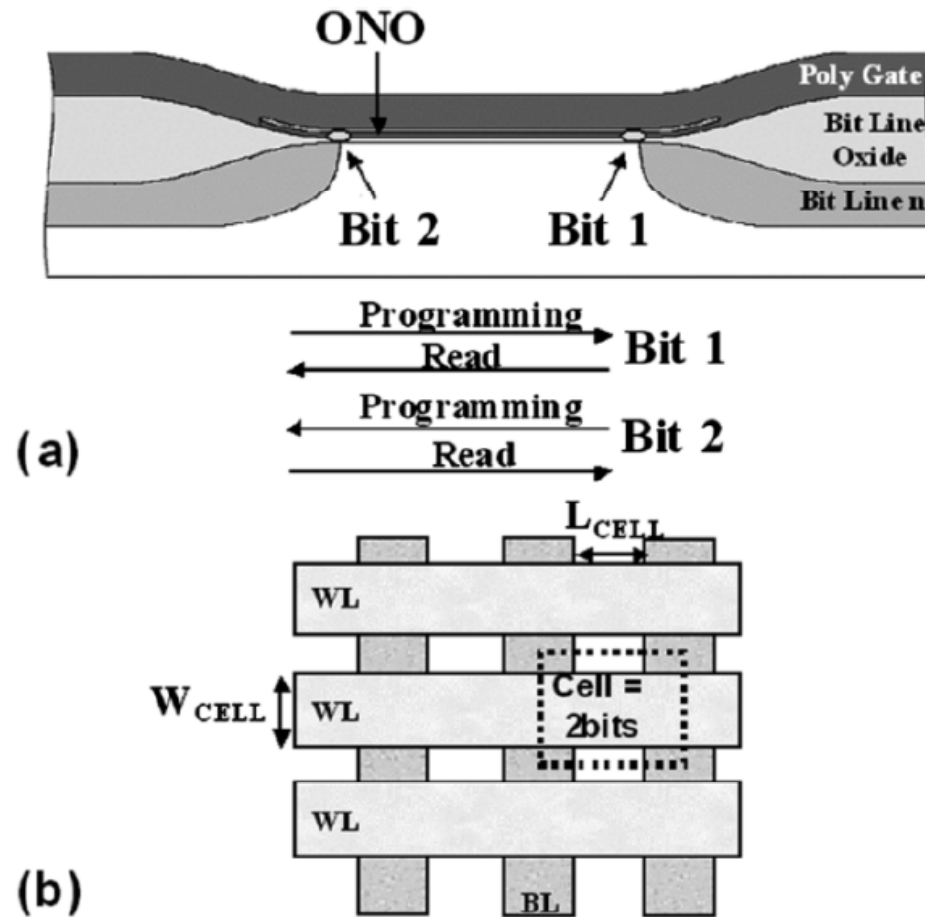 ONO
Poly Gate
Bit Line
Oxide
Bit Line n
Bit 2
Bit 1
Programming
Read
Bit 1
Programming
Read
Bit 2
(a)
LCELL
WL
WCELL
WL
Cell =
2bits
WL
BL
(b)